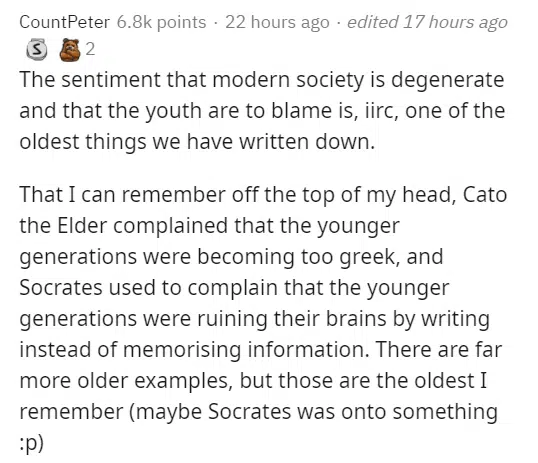 CountPeter 6.8k points · 22 hours ago · edited 17 hours ago
S 2
The sentiment that modern society is degenerate
and that the youth are to blame is, iirc, one of the
oldest things we have written down.
That I can remember off the top of my head, Cato
the Elder complained that the younger
generations were becoming too greek, and
Socrates used to complain that the younger
generations were ruining their brains by writing
instead of memorising information. There are far
more older examples, but those are the oldest I
remember (maybe Socrates was onto something
:p)